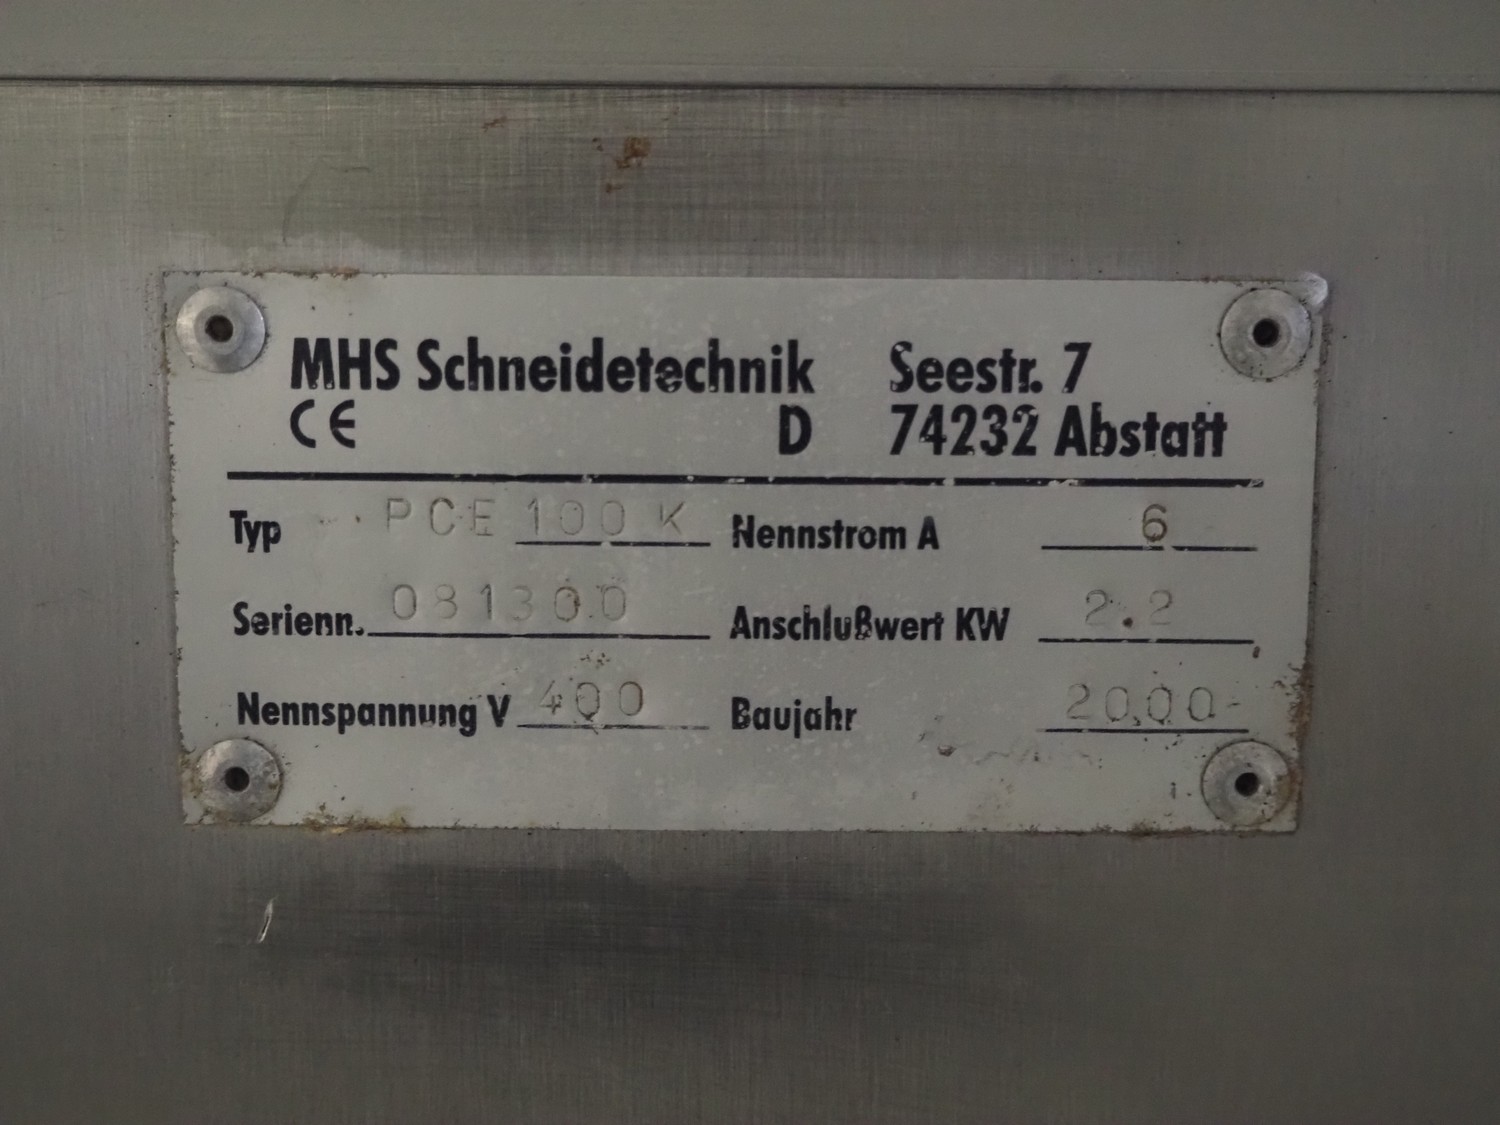 MHS Schneidetechnik Seestr. 7
CE D 74232 Abstatt
Typ PCE 100 K Nennstrom A 6
Serienn. 081300 Anschlußwert KW 2.2
Nennspannung V 400 Baujahr 2000